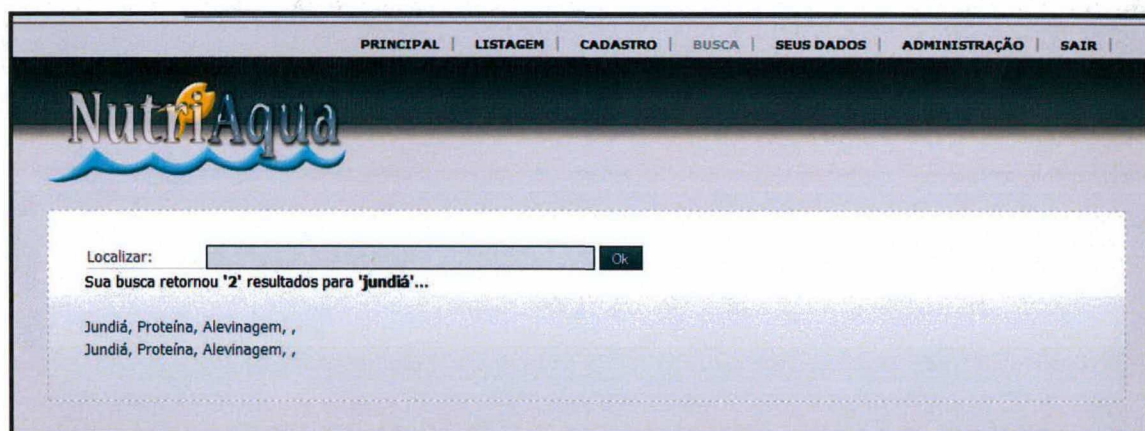 PRINCIPAL | LISTAGEM | CADASTRO | BUSCA | SEUS DADOS | ADMINISTRAÇÃO | SAIR |
NutriAqua
Localizar: Ok
Sua busca retornou '2' resultados para 'jundiá'...
Jundiá, Proteína, Alevinagem, ,
Jundiá, Proteína, Alevinagem, ,